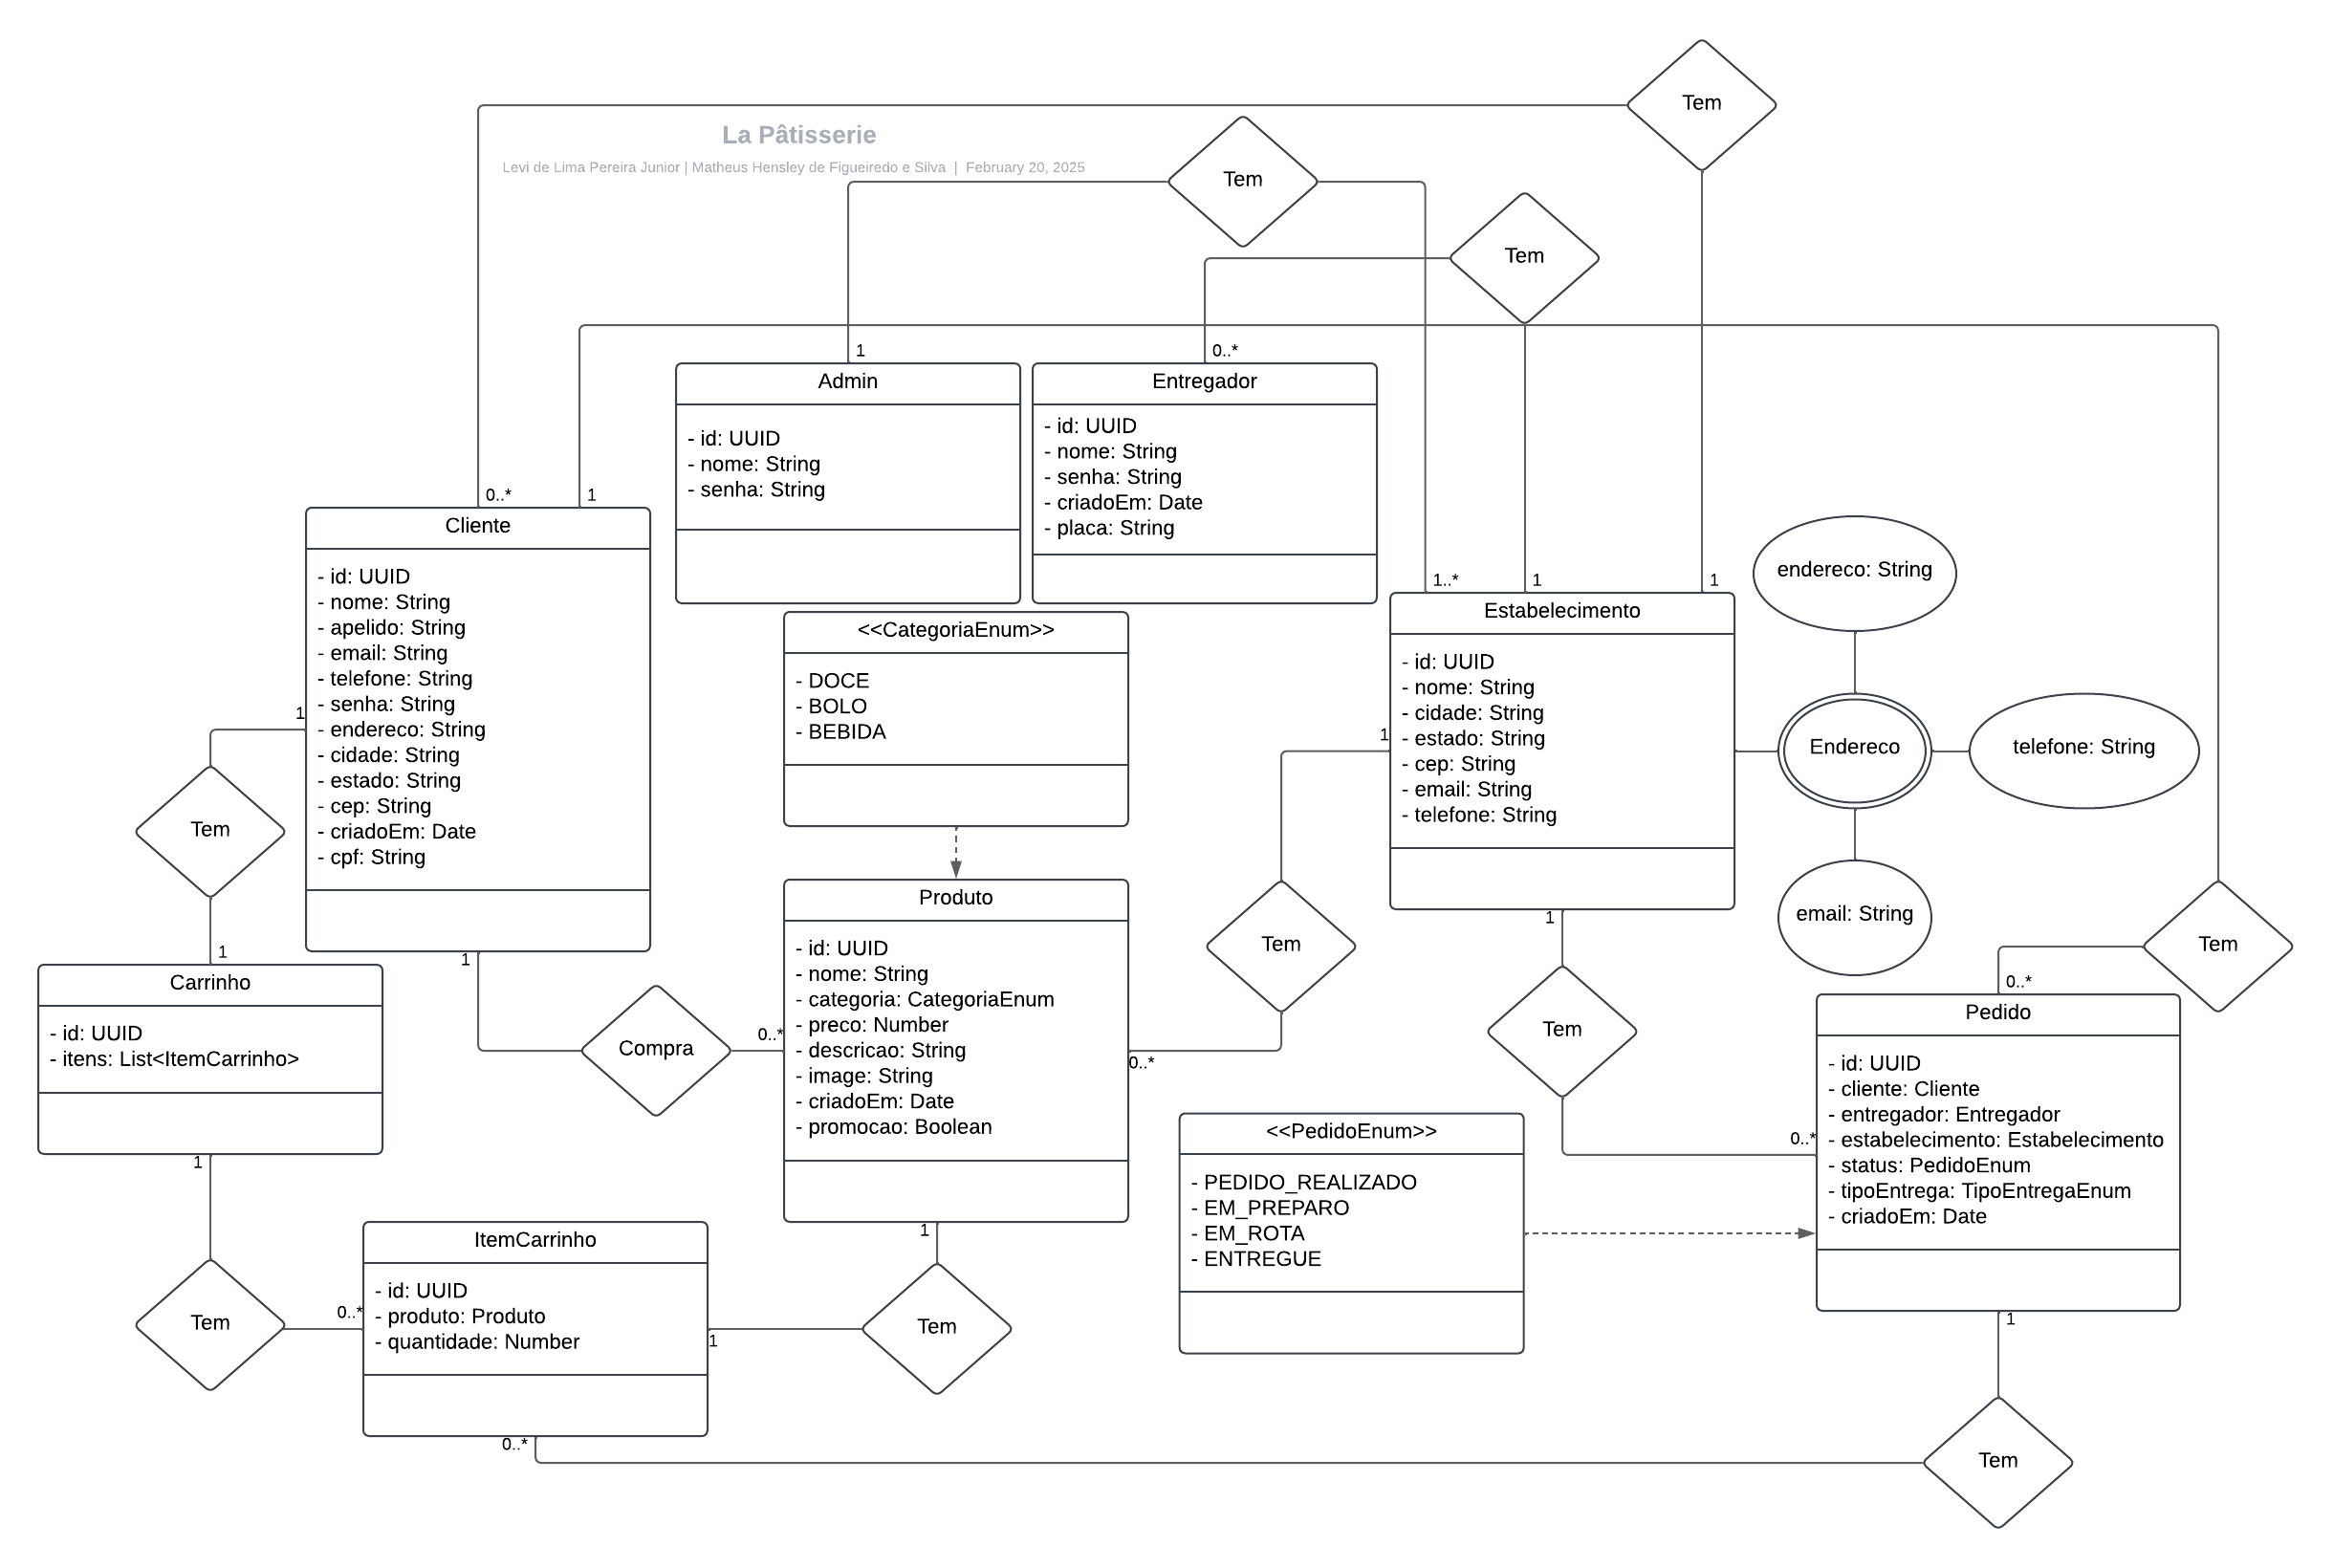 Tem
La Pâtisserie
Levi de Lima Pereira Junior | Matheus Hensley de Figueiredo e Silva | February 20, 2025
Tem
Tem
1
Admin
- id: UUID
- nome: String
- senha: String
0..*
Entregador
- id: UUID
- nome: String
- senha: String
- criadoEm: Date
- placa: String
0..*
1
Cliente
- id: UUID
- nome: String
- apelido: String
- email: String
- telefone: String
- senha: String
- endereco: String
- cidade: String
- estado: String
- cep: String
- criadoEm: Date
- cpf: String
1
1
<<CategoriaEnum>>
- DOCE
- BOLO
- BEBIDA
1..*
1
1
Estabelecimento
- id: UUID
- nome: String
- cidade: String
- estado: String
- cep: String
- email: String
- telefone: String
1
1
endereco: String
Endereco
telefone: String
email: String
Tem
1
Carrinho
- id: UUID
- itens: List<ItemCarrinho>
1
Compra
0..*
Produto
- id: UUID
- nome: String
- categoria: CategoriaEnum
- preco: Number
- descricao: String
- image: String
- criadoEm: Date
- promocao: Boolean
0..*
1
Tem
Tem
Tem
0..*
0..*
Pedido
- id: UUID
- cliente: Cliente
- entregador: Entregador
- estabelecimento: Estabelecimento
- status: PedidoEnum
- tipoEntrega: TipoEntregaEnum
- criadoEm: Date
1
<<PedidoEnum>>
- PEDIDO_REALIZADO
- EM_PREPARO
- EM_ROTA
- ENTREGUE
Tem
0..*
ItemCarrinho
- id: UUID
- produto: Produto
- quantidade: Number
1
0..*
Tem
Tem